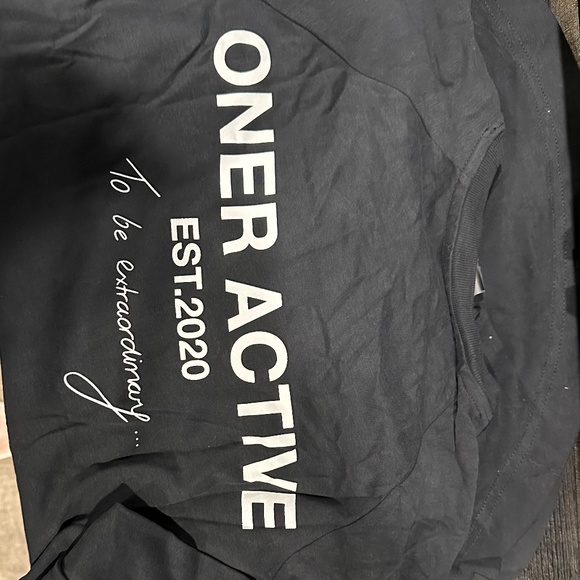 ONER ACTIVE
EST.2020
To be extraordinary...